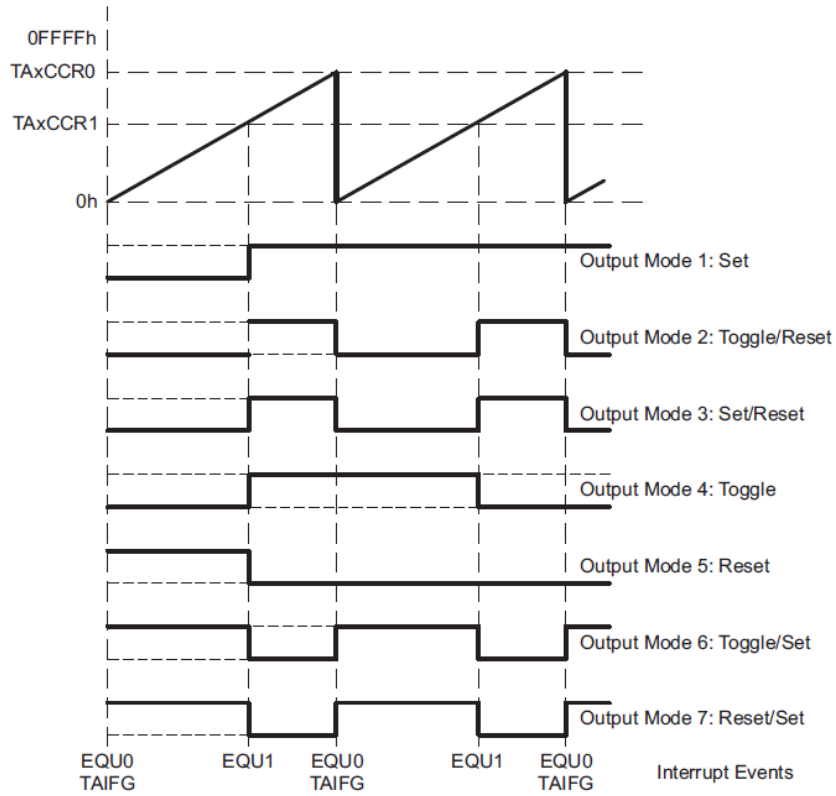 0FFFFh
TAxCCR0
TAxCCR1
0h
Output Mode 1: Set
Output Mode 2: Toggle/Reset
Output Mode 3: Set/Reset
Output Mode 4: Toggle
Output Mode 5: Reset
Output Mode 6: Toggle/Set
Output Mode 7: Reset/Set
EQU0 EQU1 EQU0 EQU1 EQU0
TAIFG TAIFG TAIFG
Interrupt Events